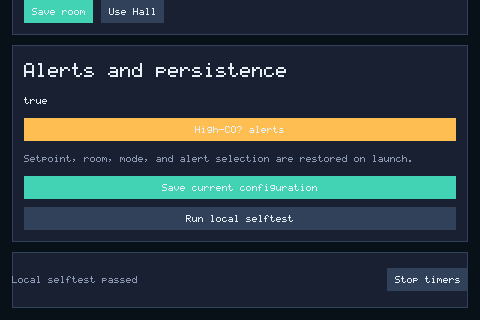 Save room Use Hall
Alerts and persistence
true
High-CO? alerts
Setpoint, room, mode, and alert selection are restored on launch.
Save current configuration
Run local selftest
Local selftest passed Stop timers